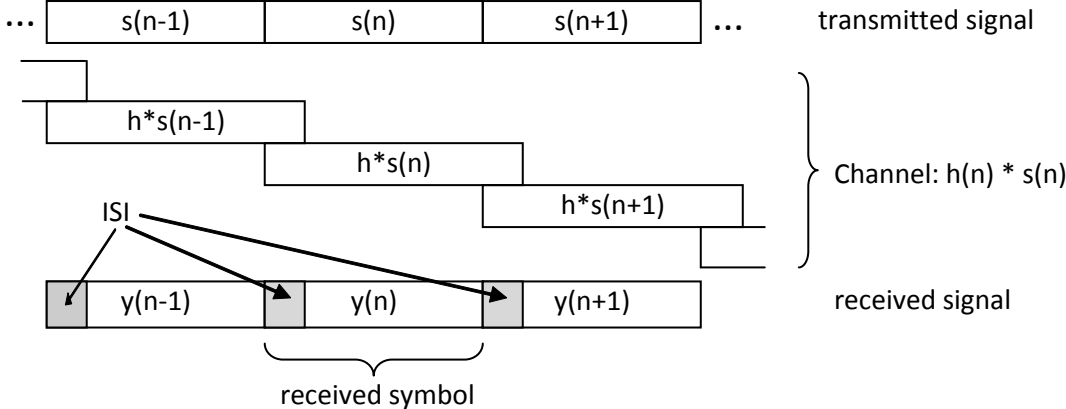 ... s(n-1) s(n) s(n+1) ... transmitted signal
h*s(n-1)
h*s(n)
Channel: h(n) * s(n)
h*s(n+1)
ISI
y(n-1) y(n) y(n+1) received signal
received symbol